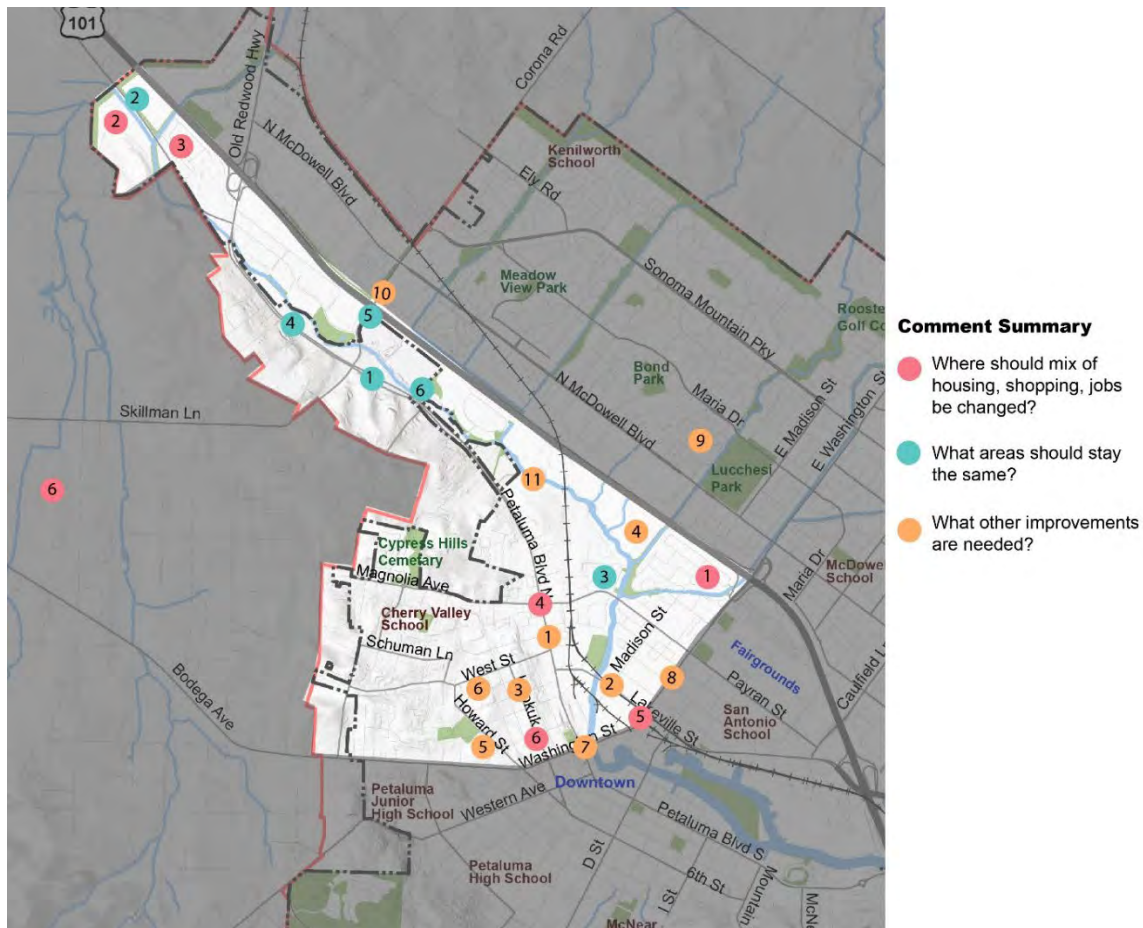 101
Old Redwood Hwy
N McDowell Blvd
Corona Rd
Kenilworth
School
Ely Rd
2
2
3
Meadow
View Park
Sonoma Mountain Pky
Rooste
Golf Co
10
5
4
1
6
Bond
Park
N McDowell Blvd
Maria Dr
E Madison St
E Washington St
Skillman Ln
9
Lucchesi
Park
6
11
Petaluma Blvd N
4
Cypress Hills
Cemetary
Magnolia Ave
Cherry Valley
School
Schuman Ln
4
1
3
1
Maria Dr
McDowe
School
Madison St
Fairgrounds
Payran St
Caulfield Ln
West St
6
3
Howard St
5
6
Washington St
7
2
8
5
Lakeville St
San
Antonio
School
Bodega Ave
Downtown
Petaluma
Junior
High School
Western Ave
Petaluma
High School
D St
Petaluma Blvd S
6th St
I St
Mountain
McNear
McNe
Comment Summary
Where should mix of
housing, shopping, jobs
be changed?
What areas should stay
the same?
What other improvements
are needed?